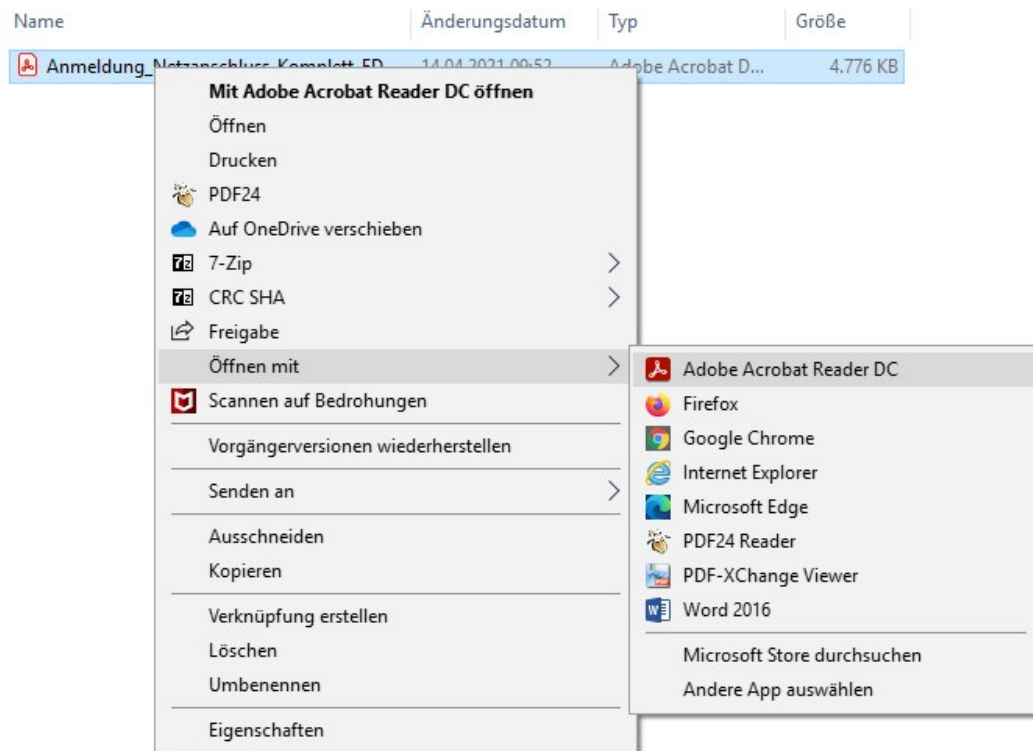 Name Änderungsdatum Typ Größe
Anmeldung_Netzanschluss_Komplett_ED 14.04.2021 09:52 Adobe Acrobat D... 4.776 KB
Mit Adobe Acrobat Reader DC öffnen
Öffnen
Drucken
PDF24
Auf OneDrive verschieben
7-Zip
CRC SHA
Freigabe
Öffnen mit
Scannen auf Bedrohungen
Vorgängerversionen wiederherstellen
Senden an
Ausschneiden
Kopieren
Verknüpfung erstellen
Löschen
Umbenennen
Eigenschaften
Adobe Acrobat Reader DC
Firefox
Google Chrome
Internet Explorer
Microsoft Edge
PDF24 Reader
PDF-XChange Viewer
Word 2016
Microsoft Store durchsuchen
Andere App auswählen